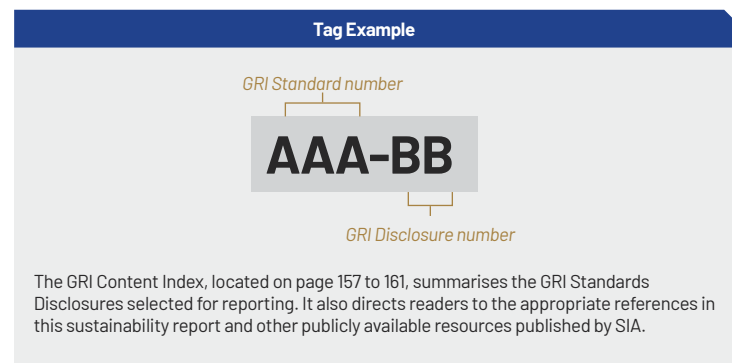 Tag Example
GRI Standard number
AAA-BB
GRI Disclosure number
The GRI Content Index, located on page 157 to 161, summarises the GRI Standards
Disclosures selected for reporting. It also directs readers to the appropriate references in
this sustainability report and other publicly available resources published by SIA.